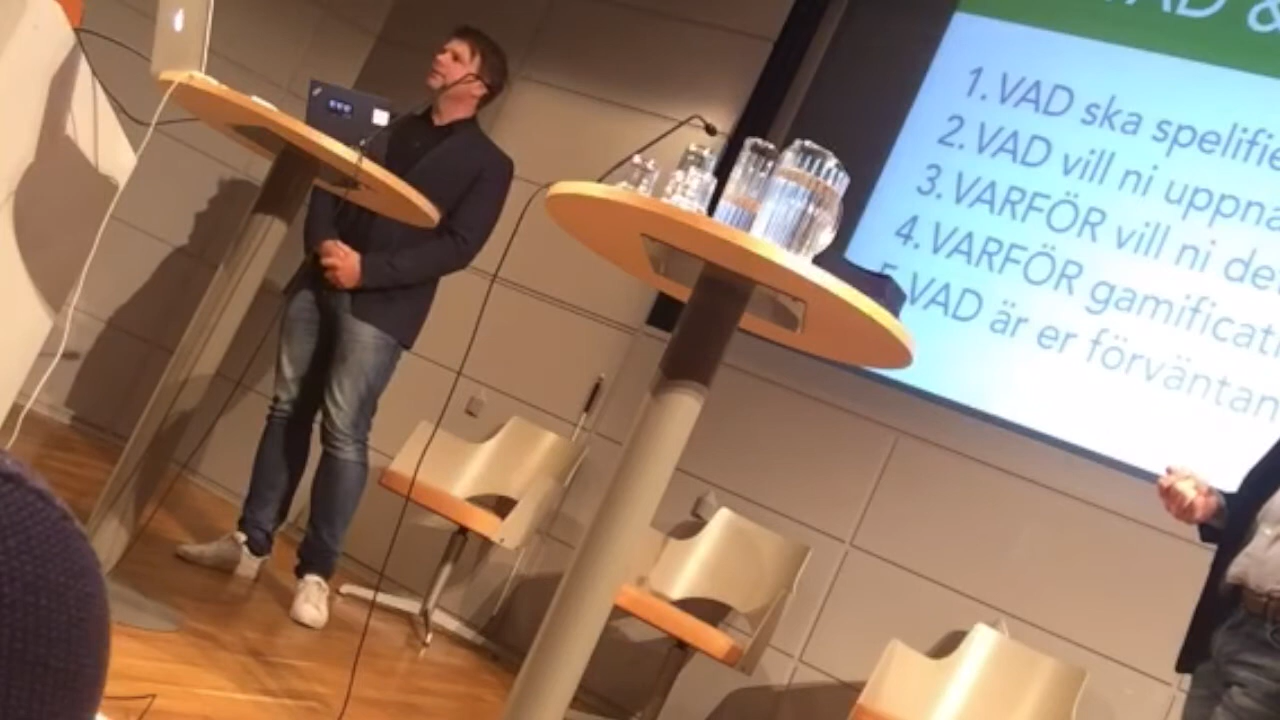 VAD &
1. VAD ska spelifie
2. VAD vill ni uppnå
3. VARFÖR vill ni de
4. VARFÖR gamificati
5. VAD är er förväntan